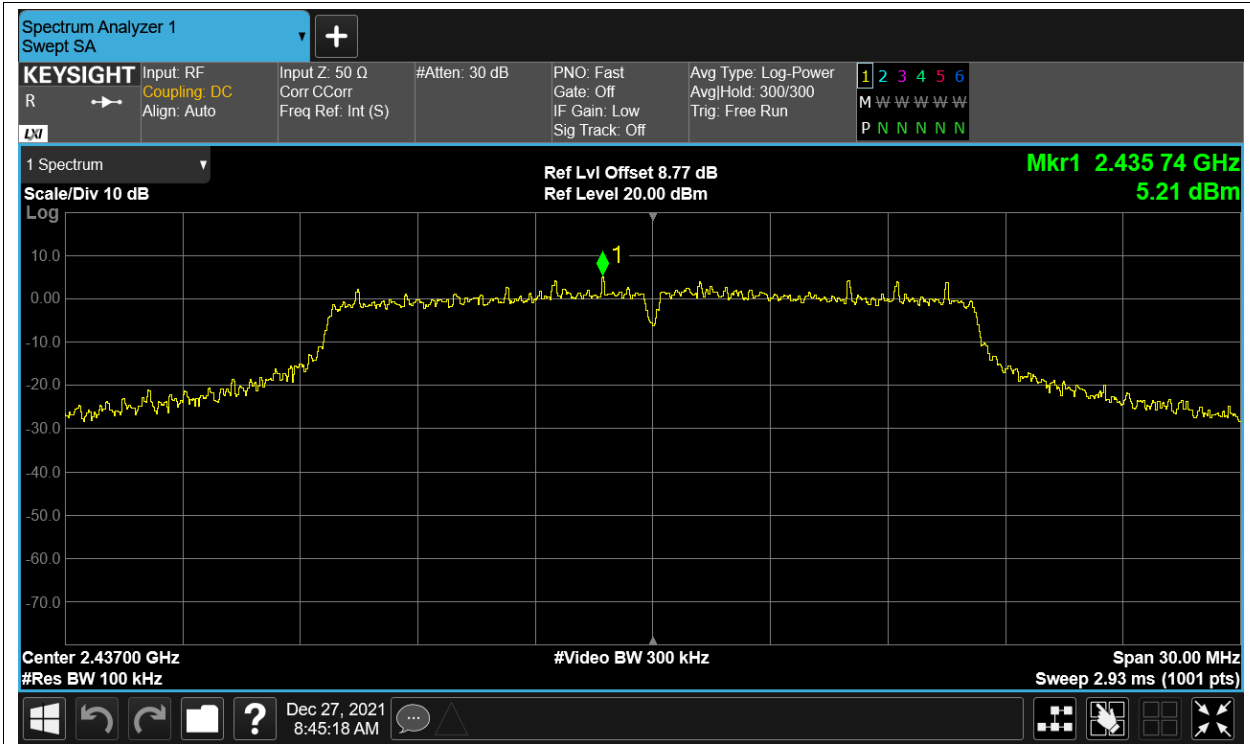 Spectrum Analyzer 1
Swept SA
+
KEYSIGHT
R
LXI
Input: RF
Coupling: DC
Align: Auto
Input Z: 50 Ω
Corr CCorr
Freq Ref: Int (S)
#Atten: 30 dB
PNO: Fast
Gate: Off
IF Gain: Low
Sig Track: Off
Avg Type: Log-Power
Avg|Hold: 300/300
Trig: Free Run
1 2 3 4 5 6
M W W W W W
P N N N N N
1 Spectrum
Scale/Div 10 dB
Log
Ref Lvl Offset 8.77 dB
Ref Level 20.00 dBm
Mkr1 2.435 74 GHz
5.21 dBm
1
10.0
0.00
-10.0
-20.0
-30.0
-40.0
-50.0
-60.0
-70.0
Center 2.43700 GHz
#Res BW 100 kHz
#Video BW 300 kHz
Span 30.00 MHz
Sweep 2.93 ms (1001 pts)
?
Dec 27, 2021
8:45:18 AM